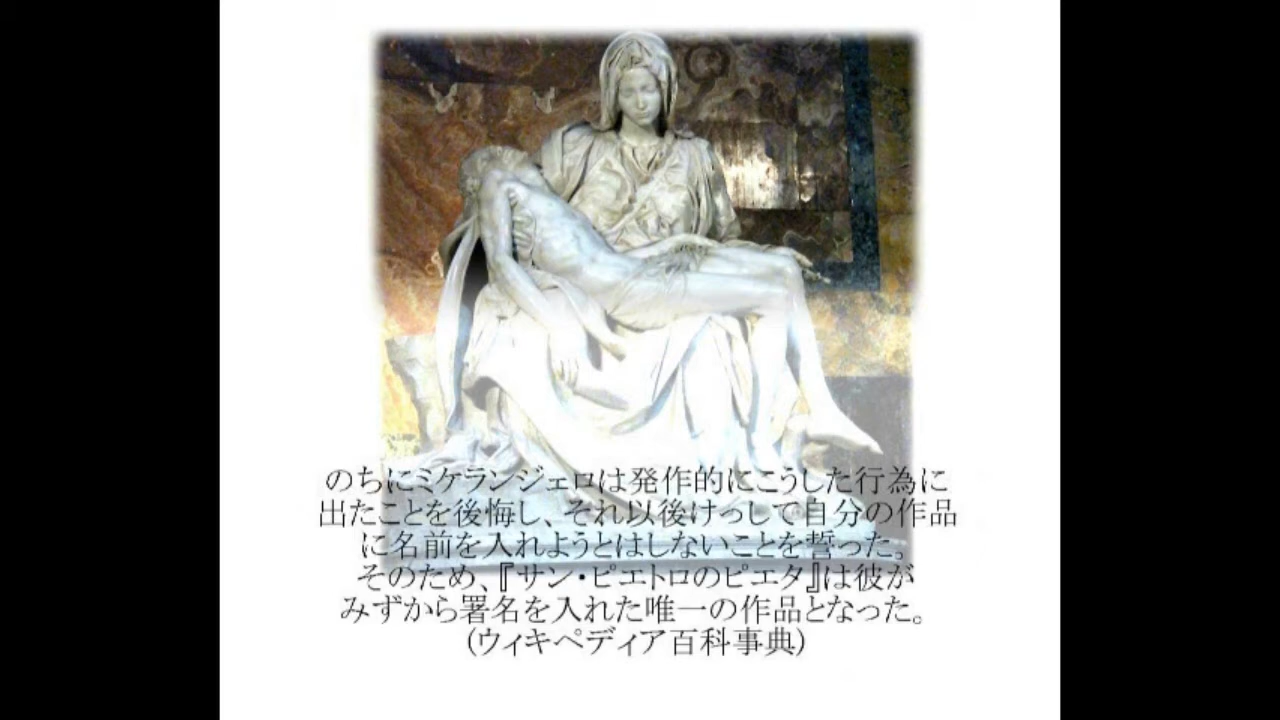 のちにミケランジェロは発作的にこうした行為に
出たことを後悔し、それ以後けっして自分の作品
に名前を入れようとはしないことを誓った。
そのため、『サン・ピエトロのピエタ』は彼が
みずから署名を入れた唯一の作品となった。
(ウィキペディア百科事典)